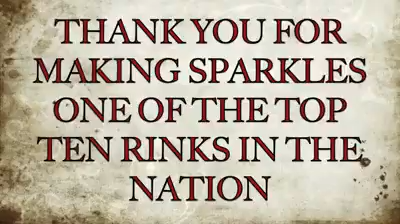 THANK YOU FOR
MAKING SPARKLES
ONE OF THE TOP
TEN RINKS IN THE
NATION